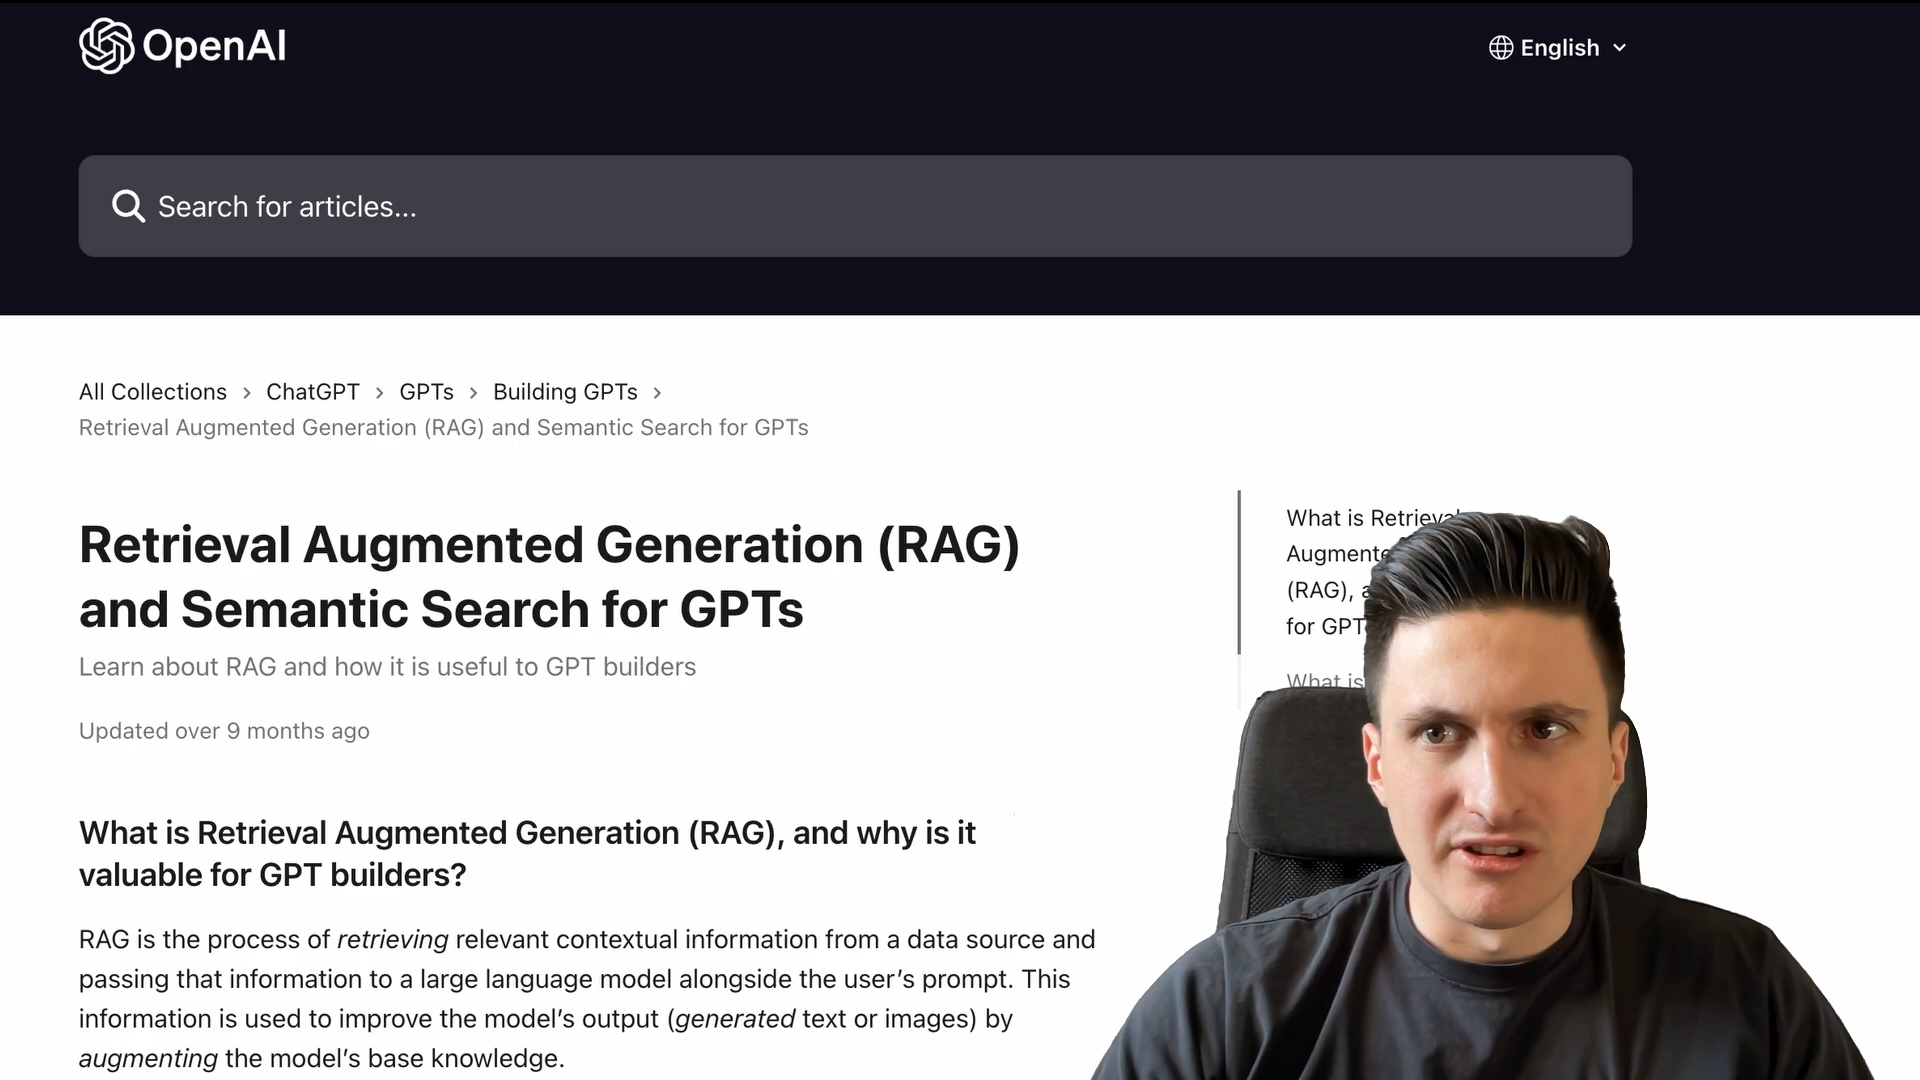 OpenAI
English
Search for articles...
All Collections > ChatGPT > GPTs > Building GPTs >
Retrieval Augmented Generation (RAG) and Semantic Search for GPTs
Retrieval Augmented Generation (RAG)
and Semantic Search for GPTs
Learn about RAG and how it is useful to GPT builders
Updated over 9 months ago
What is Retrieval Augmented Generation (RAG), and why is it
valuable for GPT builders?
RAG is the process of retrieving relevant contextual information from a data source and
passing that information to a large language model alongside the user’s prompt. This
information is used to improve the model’s output (generated text or images) by
augmenting the model’s base knowledge.
What is Retrieval
Augmente
(RAG), a
for GPT
What is